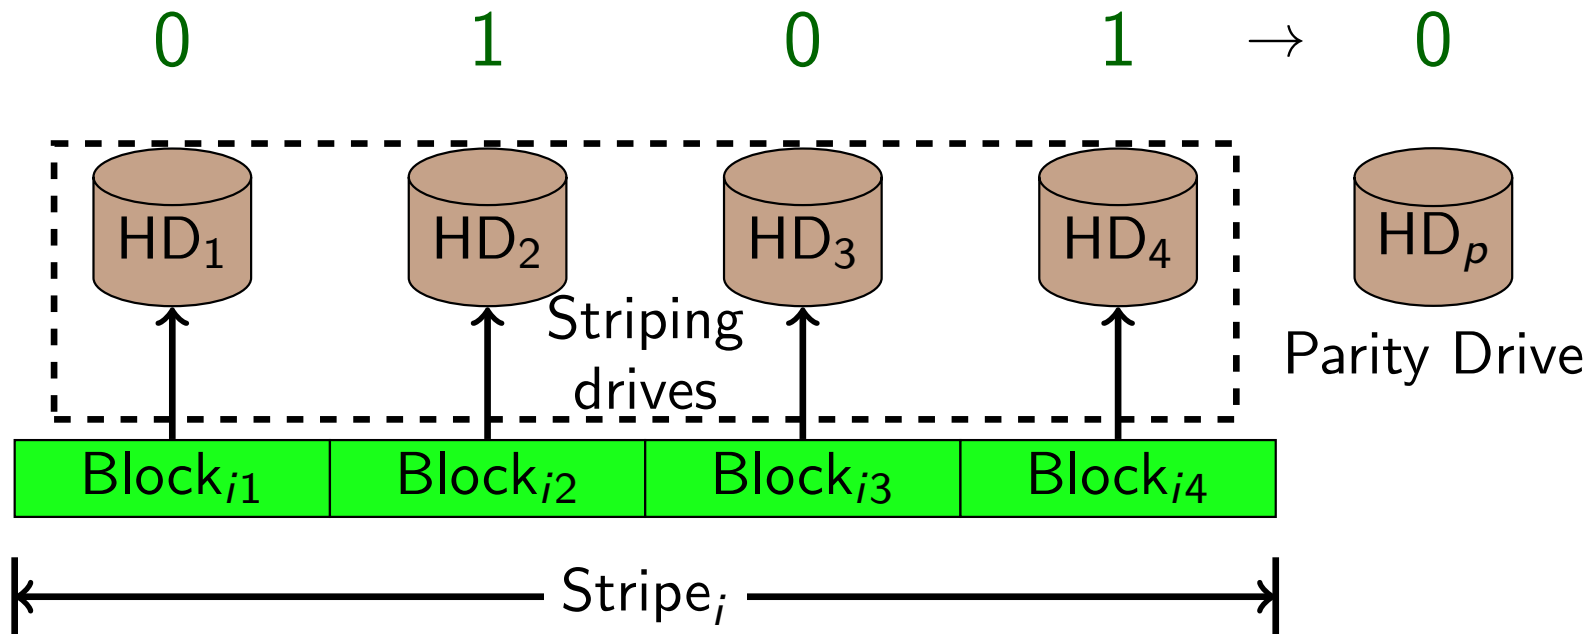 0 1 0 1 → 0
HD₁ HD₂ HD₃ HD₄ HDₚ
Striping
drives
Parity Drive
Blockᵢ₁ Blockᵢ₂ Blockᵢ₃ Blockᵢ₄
Stripeᵢ